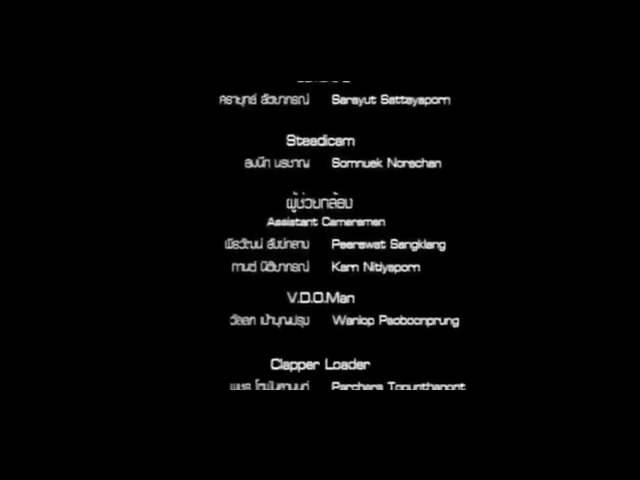 ศรายุทธ์ สัตยากรณ์ Sarayut Sattayaporn
Steadicam
สมนึก นรชาญ Somnuek Norachan
ผู้ช่วยกล้อง
Assistant Cameraman
พีรวัฒน์ สังข์กลาง Peerawat Sangklang
กานต์ นิติยากรณ์ Karn Nitiyaporn
V.D.O.Man
วัลลภ เป้าบุญปรุง Wanlop Paoboonprung
Clapper Loader